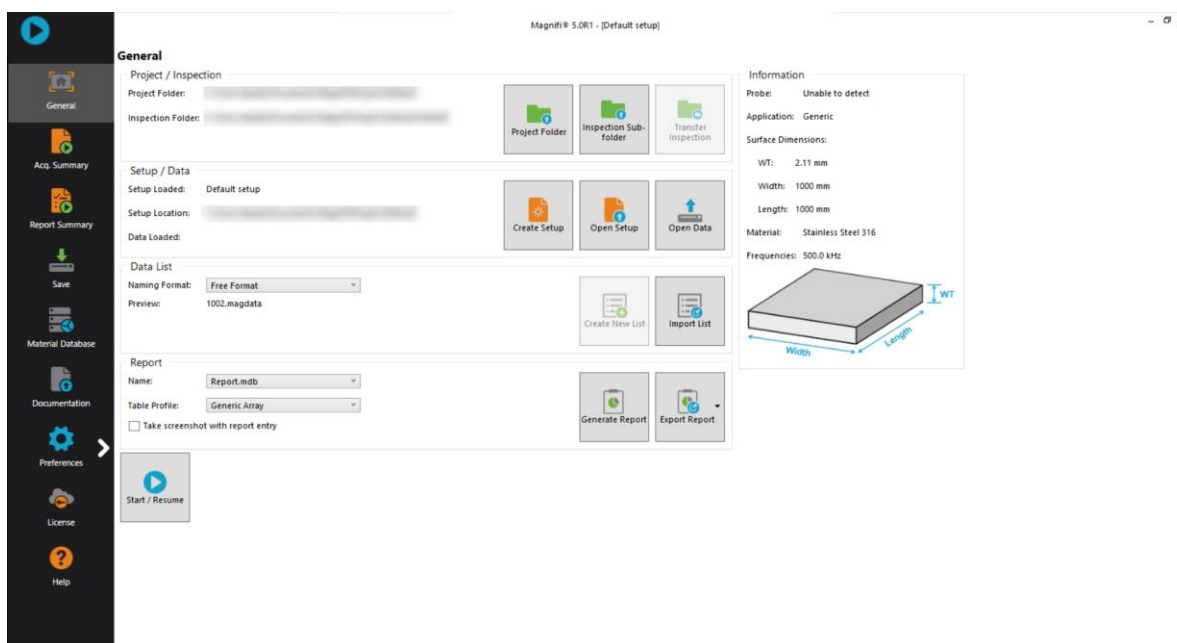 Magnifi® 5.0R1 - [Default setup]
General
General
Acq. Summary
Report Summary
Save
Material Database
Documentation
Preferences
License
Help
Project / Inspection
Project Folder:
Inspection Folder:
Project Folder
Inspection Sub-
folder
Transfer
Inspection
Setup / Data
Setup Loaded: Default setup
Setup Location:
Data Loaded:
Create Setup
Open Setup
Open Data
Data List
Naming Format: Free Format
Preview: 1002.magdata
Create New List
Import List
Report
Name: Report.mdb
Table Profile: Generic Array
Take screenshot with report entry
Generate Report
Export Report
Start / Resume
Information
Probe: Unable to detect
Application: Generic
Surface Dimensions:
WT: 2.11 mm
Width: 1000 mm
Length: 1000 mm
Material: Stainless Steel 316
Frequencies: 500.0 kHz
WT
Length
Width